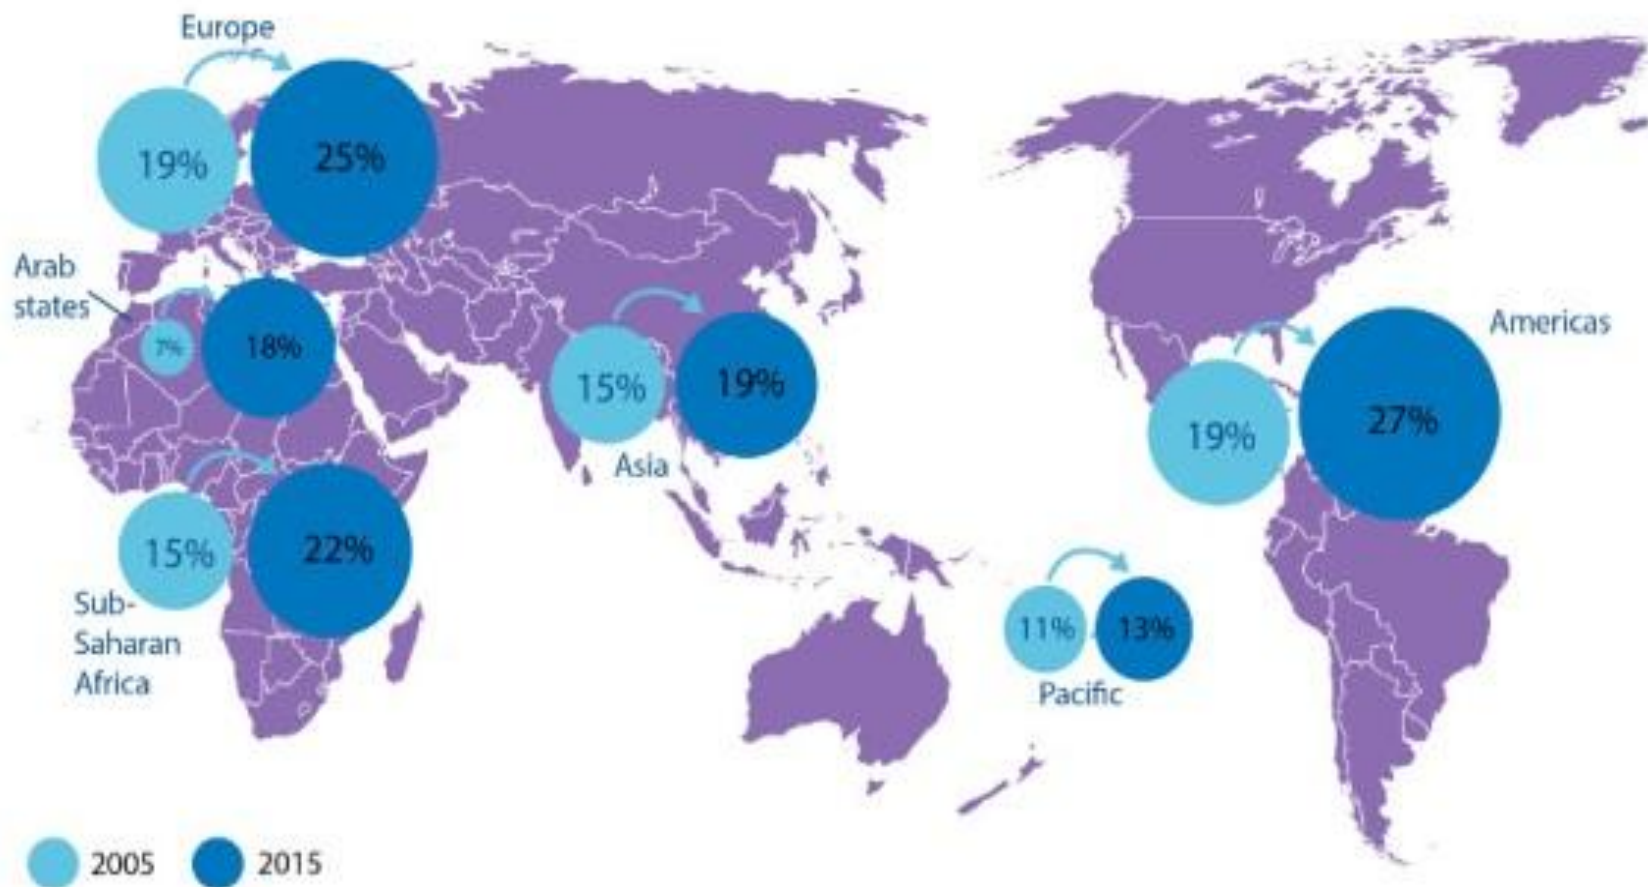 Europe
19%
25%
Arab
states
7%
18%
15%
19%
Asia
Americas
19%
27%
15%
22%
Sub-
Saharan
Africa
11%
13%
Pacific
2005
2015